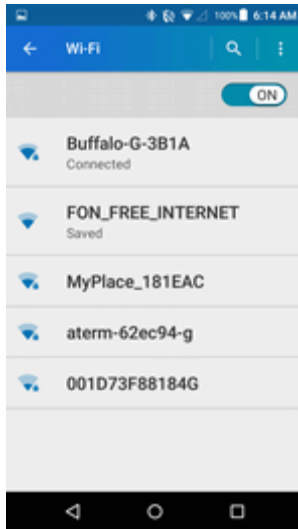 100% 6:14 AM
Wi-Fi
ON
Buffalo-G-3B1A
Connected
FON_FREE_INTERNET
Saved
MyPlace_181EAC
aterm-62ec94-g
001D73F88184G